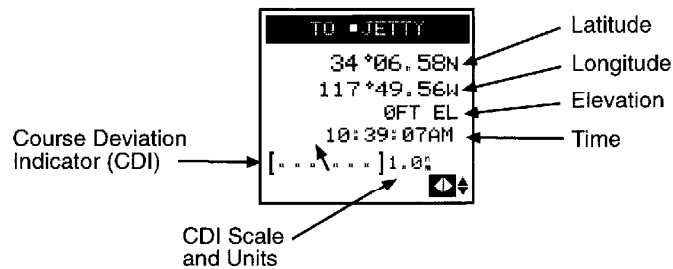 TO ■JETTY
34°06.58N
117°49.56W
0FT EL
10:39:07AM
[......]1.0nm
Latitude
Longitude
Elevation
Time
Course Deviation
Indicator (CDI)
CDI Scale
and Units